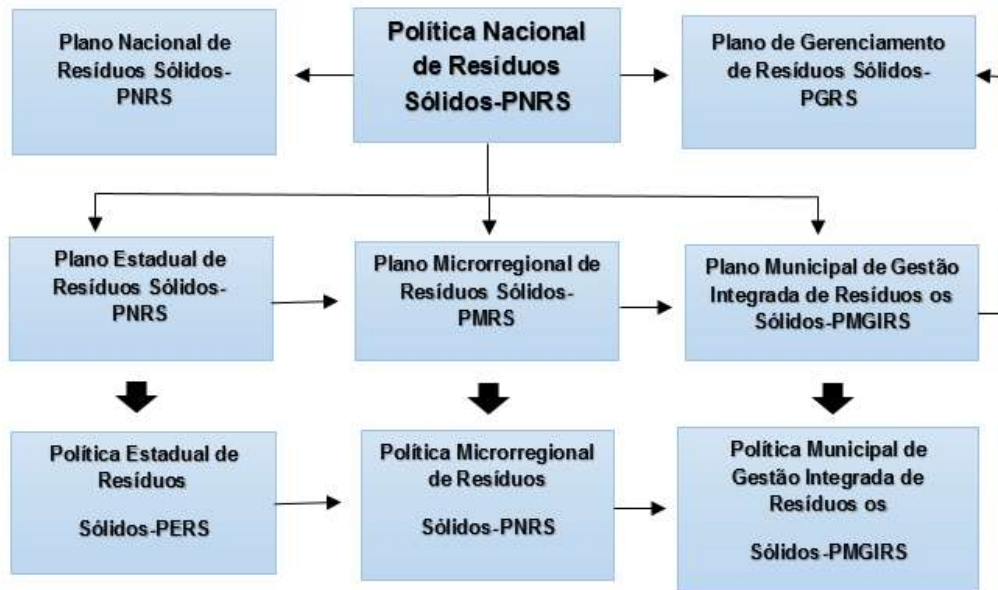 Plano Nacional de
Resíduos Sólidos-
PNRS
Política Nacional
de Resíduos
Sólidos-PNRS
Plano de Gerenciamento
de Resíduos Sólidos-
PGRS
Plano Estadual de
Resíduos Sólidos-
PNRS
Plano Microrregional de
Resíduos Sólidos-
PMRS
Plano Municipal de Gestão
Integrada de Resíduos os
Sólidos-PMGIRS
Política Estadual de
Resíduos
Sólidos-PERS
Política Microrregional
de Resíduos
Sólidos-PNRS
Política Municipal de
Gestão Integrada de
Resíduos os
Sólidos-PMGIRS